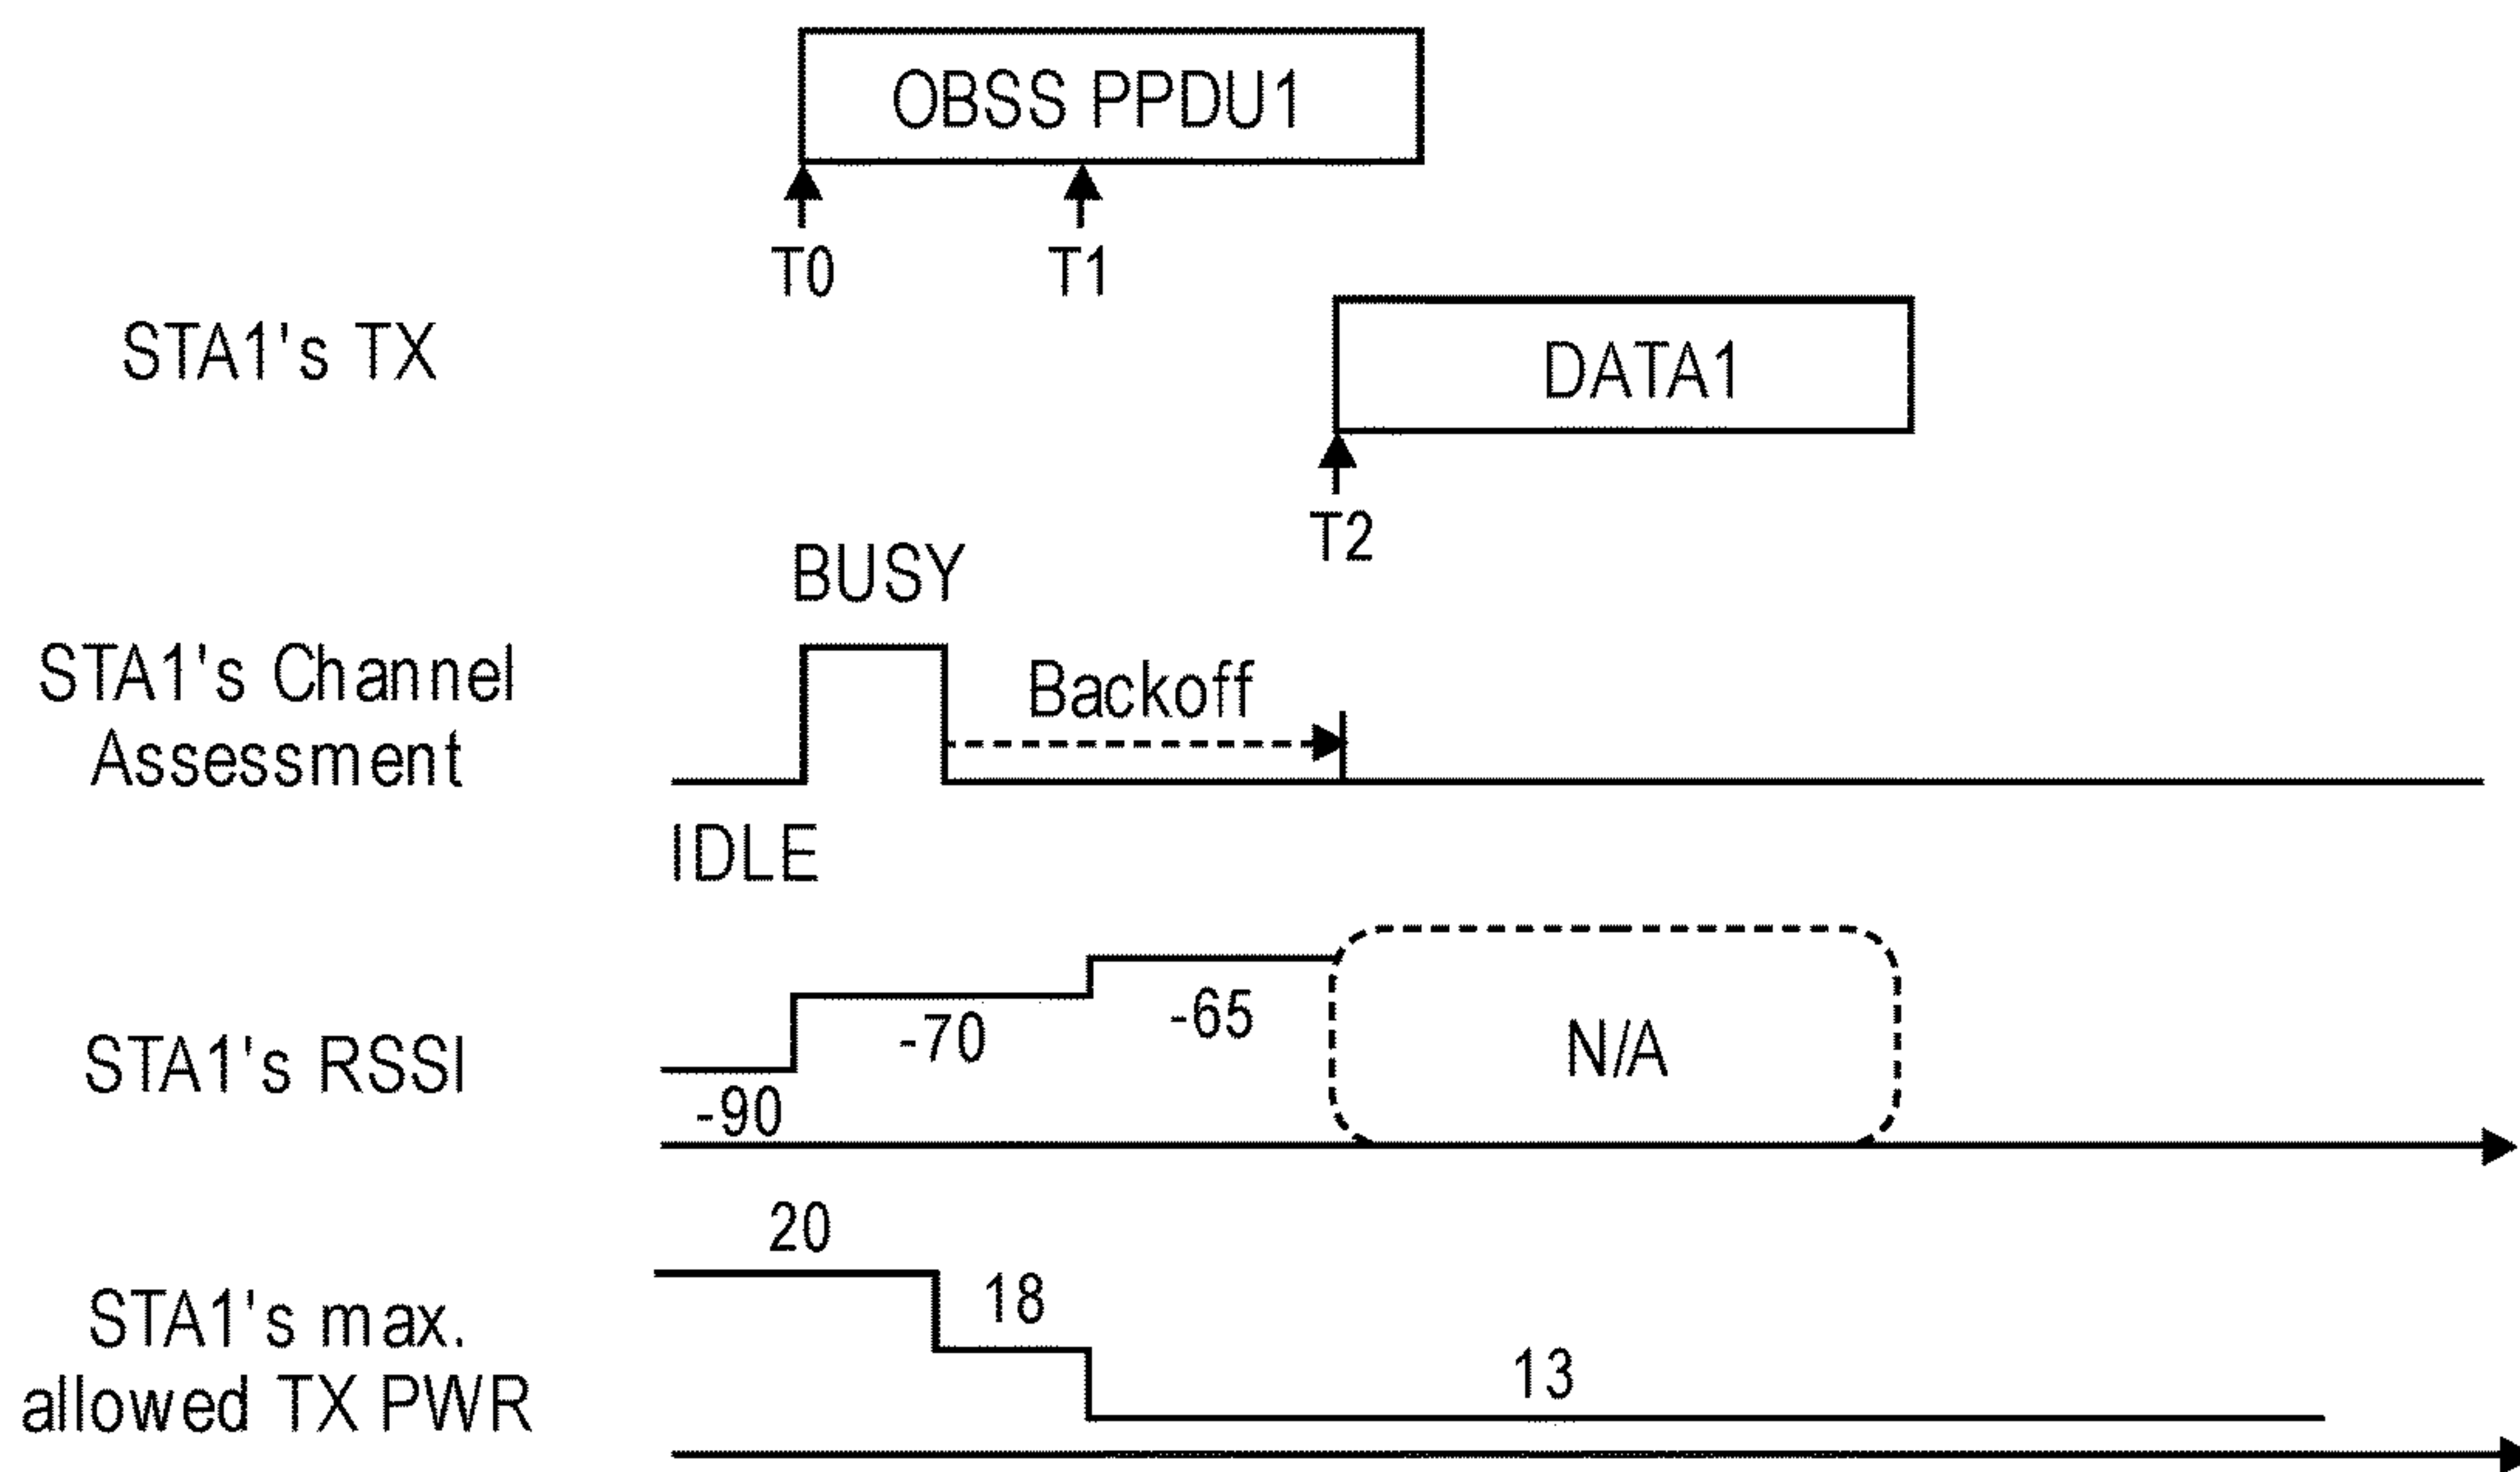 OBSS PPDU1
T0
T1
STA1's TX
DATA1
T2
BUSY
STA1's Channel
Assessment
Backoff
IDLE
STA1's RSSI
-90
-70
-65
N/A
20
18
13
STA1's max.
allowed TX PWR